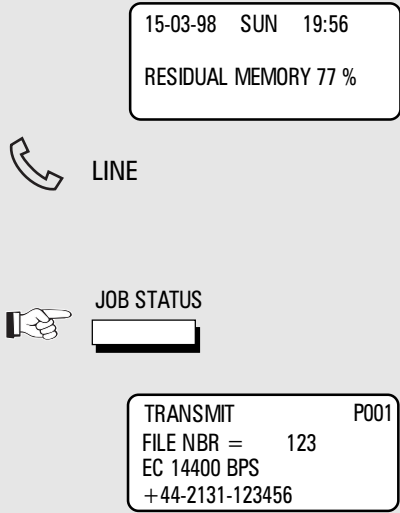 15-03-98 SUN 19:56
RESIDUAL MEMORY 77 %
LINE
JOB STATUS
TRANSMIT P001
FILE NBR = 123
EC 14400 BPS
+44-2131-123456